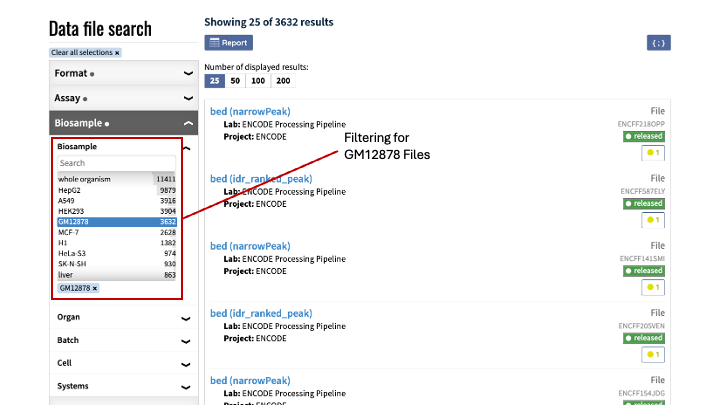 Data file search
Clear all selections ×
Format
Assay
Biosample
Biosample
Search
whole organism 11411
HepG2 9879
A549 3916
HEK293 3904
GM12878 3632
MCF-7 2628
H1 1382
HeLa-S3 974
SK-N-SH 930
liver 863
GM12878 ×
Organ
Batch
Cell
Systems
Showing 25 of 3632 results
Report
{ ; }
Number of displayed results:
25 50 100 200
bed (narrowPeak) File
Lab: ENCODE Processing Pipeline ENCFF218OPP
Project: ENCODE released
1
Filtering for
GM12878 Files
bed (idr_ranked_peak) File
Lab: ENCODE Processing Pipeline ENCFF587ELY
Project: ENCODE released
1
bed (narrowPeak) File
Lab: ENCODE Processing Pipeline ENCFF141SMI
Project: ENCODE released
1
bed (idr_ranked_peak) File
Lab: ENCODE Processing Pipeline ENCFF205VEN
Project: ENCODE released
1
bed (narrowPeak) File
Lab: ENCODE Processing Pipeline ENCFF154JDG
Project: ENCODE released